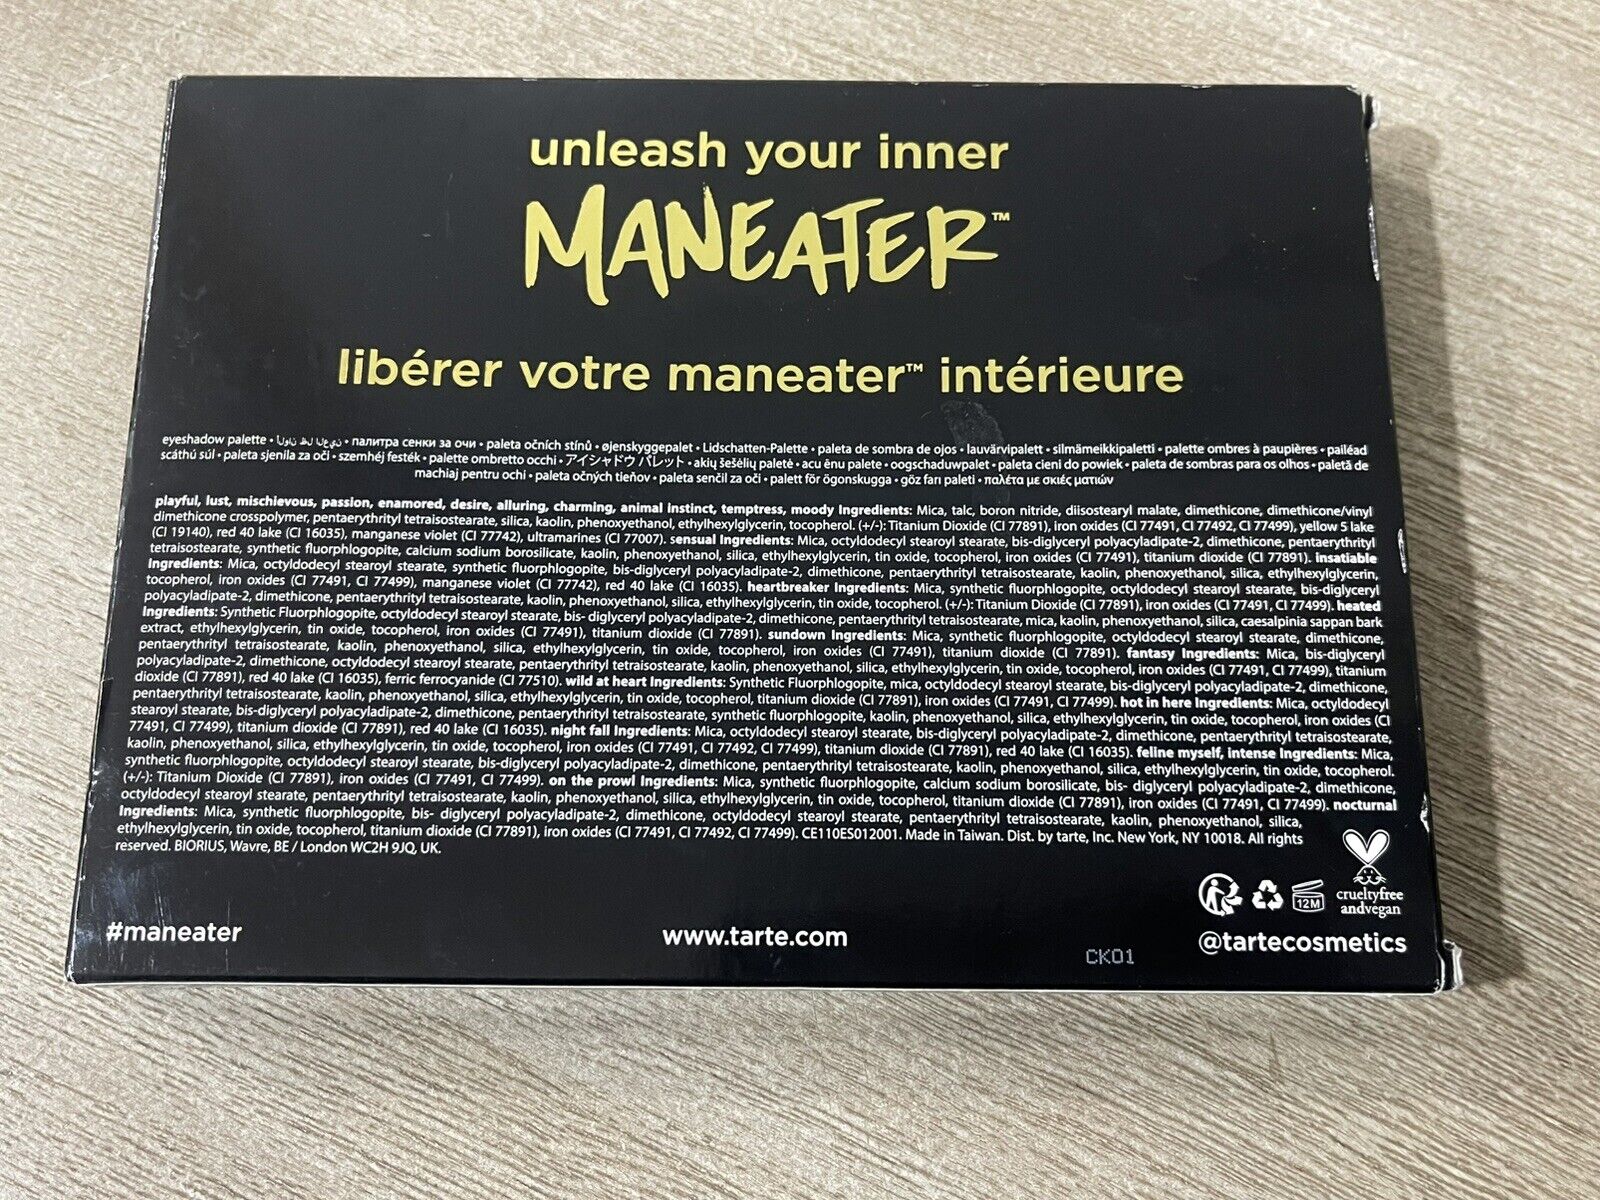 unleash your inner
MANEATER™
libérer votre maneater™ intérieure
eyeshadow palette • الوان ظل العين • палитра сенки за очи • paleta očních stínů • øjenskyggepalet • Lidschatten-Palette • paleta de sombra de ojos • lauvärvipalett • silmämeikkipaletti • palette ombres à paupières • pailéad
scáthú súl • paleta sjenila za oči • szemhéj festék • palette ombretto occhi • アイシャドウ パレット • akių šešėlių paletė • acu ēnu palete • oogschaduwpalet • paleta cieni do powiek • paleta de sombras para os olhos • paletă de
machiaj pentru ochi • paleta očných tieňov • paleta senčil za oči • palett för ögonskugga • göz farı paleti • παλέτα με σκιές ματιών
playful, lust, mischievous, passion, enamored, desire, alluring, charming, animal instinct, temptress, moody Ingredients: Mica, talc, boron nitride, diisostearyl malate, dimethicone, dimethicone/vinyl
dimethicone crosspolymer, pentaerythrityl tetraisostearate, silica, kaolin, phenoxyethanol, ethylhexylglycerin, tocopherol. (+/-): Titanium Dioxide (CI 77891), iron oxides (CI 77491, CI 77492, CI 77499), yellow 5 lake
(CI 19140), red 40 lake (CI 16035), manganese violet (CI 77742), ultramarines (CI 77007). sensual Ingredients: Mica, octyldodecyl stearoyl stearate, bis-diglyceryl polyacyladipate-2, dimethicone, pentaerythrityl
tetraisostearate, synthetic fluorphlogopite, calcium sodium borosilicate, kaolin, phenoxyethanol, silica, ethylhexylglycerin, tin oxide, tocopherol, iron oxides (CI 77491), titanium dioxide (CI 77891). insatiable
Ingredients: Mica, octyldodecyl stearoyl stearate, synthetic fluorphlogopite, bis-diglyceryl polyacyladipate-2, dimethicone, pentaerythrityl tetraisostearate, kaolin, phenoxyethanol, silica, ethylhexylglycerin,
tocopherol, iron oxides (CI 77491, CI 77499), manganese violet (CI 77742), red 40 lake (CI 16035). heartbreaker Ingredients: Mica, synthetic fluorphlogopite, octyldodecyl stearoyl stearate, bis-diglyceryl
polyacyladipate-2, dimethicone, pentaerythrityl tetraisostearate, kaolin, phenoxyethanol, silica, ethylhexylglycerin, tin oxide, tocopherol. (+/-): Titanium Dioxide (CI 77891), iron oxides (CI 77491, CI 77499). heated
Ingredients: Synthetic Fluorphlogopite, octyldodecyl stearoyl stearate, bis- diglyceryl polyacyladipate-2, dimethicone, pentaerythrityl tetraisostearate, mica, kaolin, phenoxyethanol, silica, caesalpinia sappan bark
extract, ethylhexylglycerin, tin oxide, tocopherol, iron oxides (CI 77491), titanium dioxide (CI 77891). sundown Ingredients: Mica, synthetic fluorphlogopite, octyldodecyl stearoyl stearate, dimethicone,
pentaerythrityl tetraisostearate, kaolin, phenoxyethanol, silica, ethylhexylglycerin, tin oxide, tocopherol, iron oxides (CI 77491), titanium dioxide (CI 77891). fantasy Ingredients: Mica, bis-diglyceryl
polyacyladipate-2, dimethicone, octyldodecyl stearoyl stearate, pentaerythrityl tetraisostearate, kaolin, phenoxyethanol, silica, ethylhexylglycerin, tin oxide, tocopherol, iron oxides (CI 77491, CI 77499), titanium
dioxide (CI 77891), red 40 lake (CI 16035), ferric ferrocyanide (CI 77510). wild at heart Ingredients: Synthetic Fluorphlogopite, mica, octyldodecyl stearoyl stearate, bis-diglyceryl polyacyladipate-2, dimethicone,
pentaerythrityl tetraisostearate, kaolin, phenoxyethanol, silica, ethylhexylglycerin, tin oxide, tocopherol, titanium dioxide (CI 77891), iron oxides (CI 77491, CI 77499). hot in here Ingredients: Mica, octyldodecyl
stearoyl stearate, bis-diglyceryl polyacyladipate-2, dimethicone, pentaerythrityl tetraisostearate, synthetic fluorphlogopite, kaolin, phenoxyethanol, silica, ethylhexylglycerin, tin oxide, tocopherol, iron oxides (CI
77491, CI 77499), titanium dioxide (CI 77891), red 40 lake (CI 16035). night fall Ingredients: Mica, octyldodecyl stearoyl stearate, bis-diglyceryl polyacyladipate-2, dimethicone, pentaerythrityl tetraisostearate,
kaolin, phenoxyethanol, silica, ethylhexylglycerin, tin oxide, tocopherol, iron oxides (CI 77491, CI 77492, CI 77499), titanium dioxide (CI 77891), red 40 lake (CI 16035). feline myself, intense Ingredients: Mica,
synthetic fluorphlogopite, octyldodecyl stearoyl stearate, bis-diglyceryl polyacyladipate-2, dimethicone, pentaerythrityl tetraisostearate, kaolin, phenoxyethanol, silica, ethylhexylglycerin, tin oxide, tocopherol.
(+/-): Titanium Dioxide (CI 77891), iron oxides (CI 77491, CI 77499). on the prowl Ingredients: Mica, synthetic fluorphlogopite, calcium sodium borosilicate, bis- diglyceryl polyacyladipate-2, dimethicone,
octyldodecyl stearoyl stearate, pentaerythrityl tetraisostearate, kaolin, phenoxyethanol, silica, ethylhexylglycerin, tin oxide, tocopherol, titanium dioxide (CI 77891), iron oxides (CI 77491, CI 77499). nocturnal
Ingredients: Mica, synthetic fluorphlogopite, bis- diglyceryl polyacyladipate-2, dimethicone, octyldodecyl stearoyl stearate, pentaerythrityl tetraisostearate, kaolin, phenoxyethanol, silica,
ethylhexylglycerin, tin oxide, tocopherol, titanium dioxide (CI 77891), iron oxides (CI 77491, CI 77492, CI 77499). CE110ES012001. Made in Taiwan. Dist. by tarte, Inc. New York, NY 10018. All rights
reserved. BIORIUS, Wavre, BE / London WC2H 9JQ, UK.
12M
crueltyfree
andvegan
#maneater
www.tarte.com
@tartecosmetics
CK01